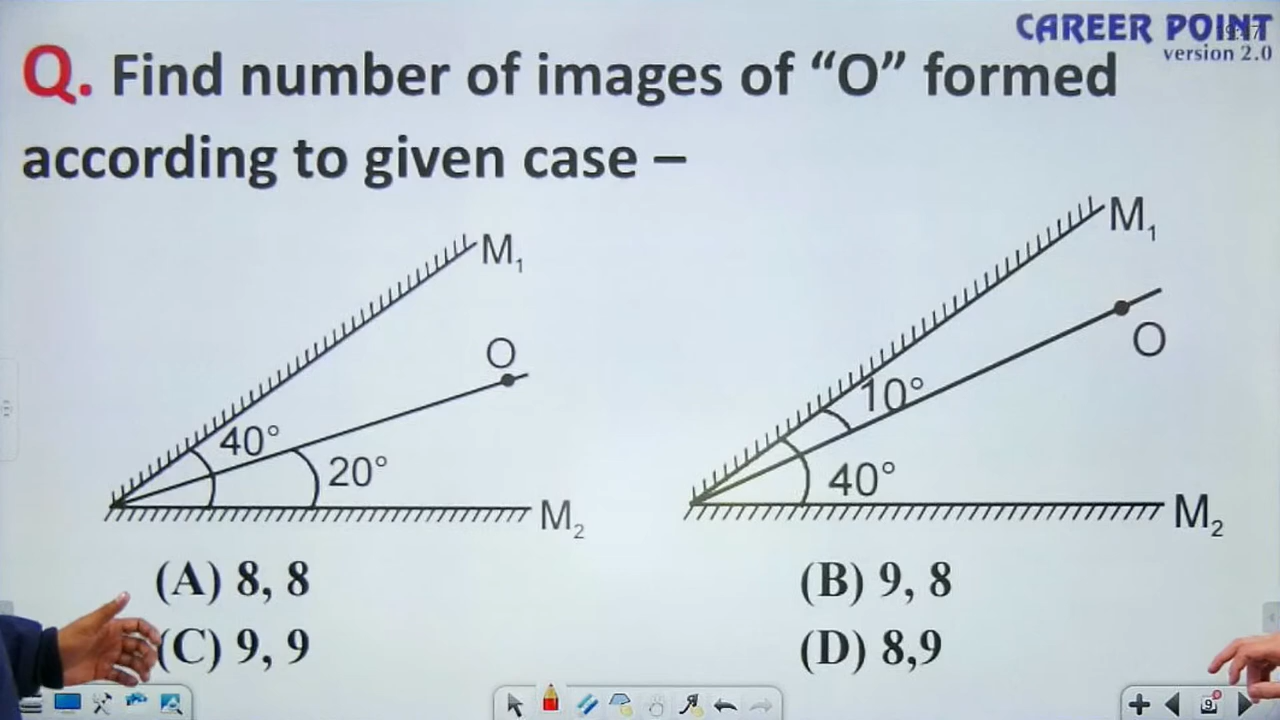 CAREER POINT
version 2.0
Q. Find number of images of “O” formed
according to given case –
M1
O
40°
20°
M2
M1
O
10°
40°
M2
(A) 8, 8
(B) 9, 8
(C) 9, 9
(D) 8,9
9